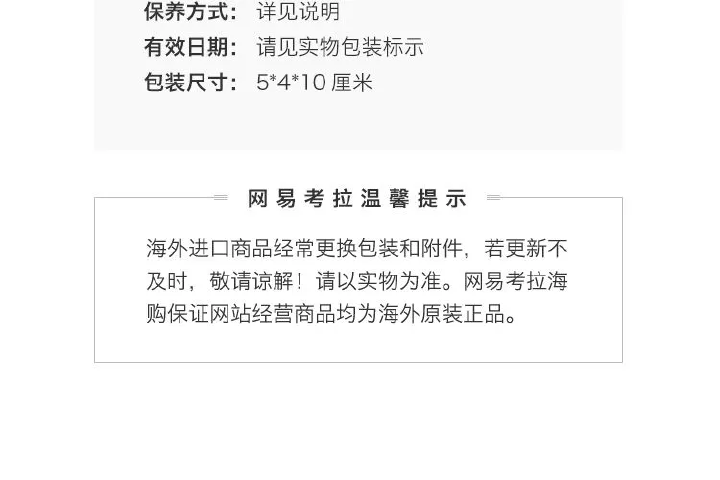 保养方式： 详见说明
有效日期： 请见实物包装标示
包装尺寸： 5*4*10 厘米
网易考拉温馨提示
海外进口商品经常更换包装和附件，若更新不
及时，敬请谅解！请以实物为准。网易考拉海
购保证网站经营商品均为海外原装正品。